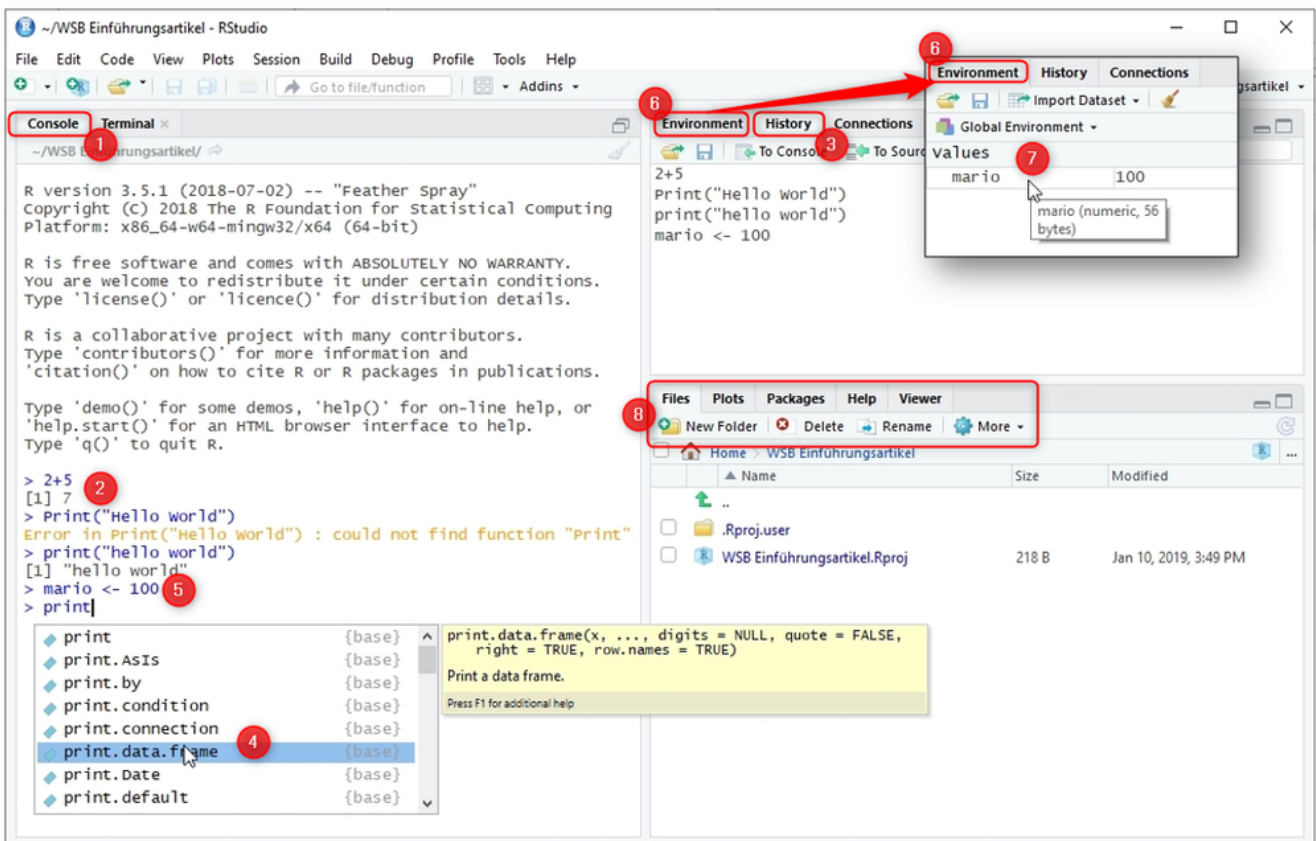 ~/WSB Einführungsartikel - RStudio
File Edit Code View Plots Session Build Debug Profile Tools Help
Go to file/function Addins
Console Terminal
1
~/WSB Einführungsartikel/
R version 3.5.1 (2018-07-02) -- "Feather Spray"
Copyright (C) 2018 The R Foundation for Statistical Computing
Platform: x86_64-w64-mingw32/x64 (64-bit)
R is free software and comes with ABSOLUTELY NO WARRANTY.
You are welcome to redistribute it under certain conditions.
Type 'license()' or 'licence()' for distribution details.
R is a collaborative project with many contributors.
Type 'contributors()' for more information and
'citation()' on how to cite R or R packages in publications.
Type 'demo()' for some demos, 'help()' for on-line help, or
'help.start()' for an HTML browser interface to help.
Type 'q()' to quit R.
> 2+5
2
[1] 7
> Print("Hello World")
Error in Print("Hello World") : could not find function "Print"
> print("hello world")
[1] "hello world"
> mario <- 100
5
> print
print {base}
print.AsIs {base}
print.by {base}
print.condition {base}
print.connection {base}
print.data.frame {base}
4
print.Date {base}
print.default {base}
print.data.frame(x, ..., digits = NULL, quote = FALSE,
right = TRUE, row.names = TRUE)
Print a data frame.
Press F1 for additional help
6
Environment History Connections
3
To Console To Sourc
2+5
Print("Hello World")
print("hello world")
mario <- 100
6
Environment History Connections
gsartikel
Import Dataset
Global Environment
Values
7
mario 100
mario (numeric, 56
bytes)
Files Plots Packages Help Viewer
8
New Folder Delete Rename More
Home > WSB Einführungsartikel
R ...
Name Size Modified
..
.Rproj.user
WSB Einführungsartikel.Rproj 218 B Jan 10, 2019, 3:49 PM